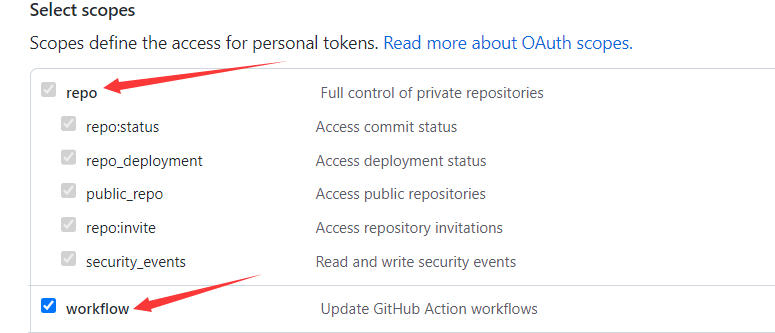 Select scopes
Scopes define the access for personal tokens. Read more about OAuth scopes.
repo Full control of private repositories
repo:status Access commit status
repo_deployment Access deployment status
public_repo Access public repositories
repo:invite Access repository invitations
security_events Read and write security events
workflow Update GitHub Action workflows